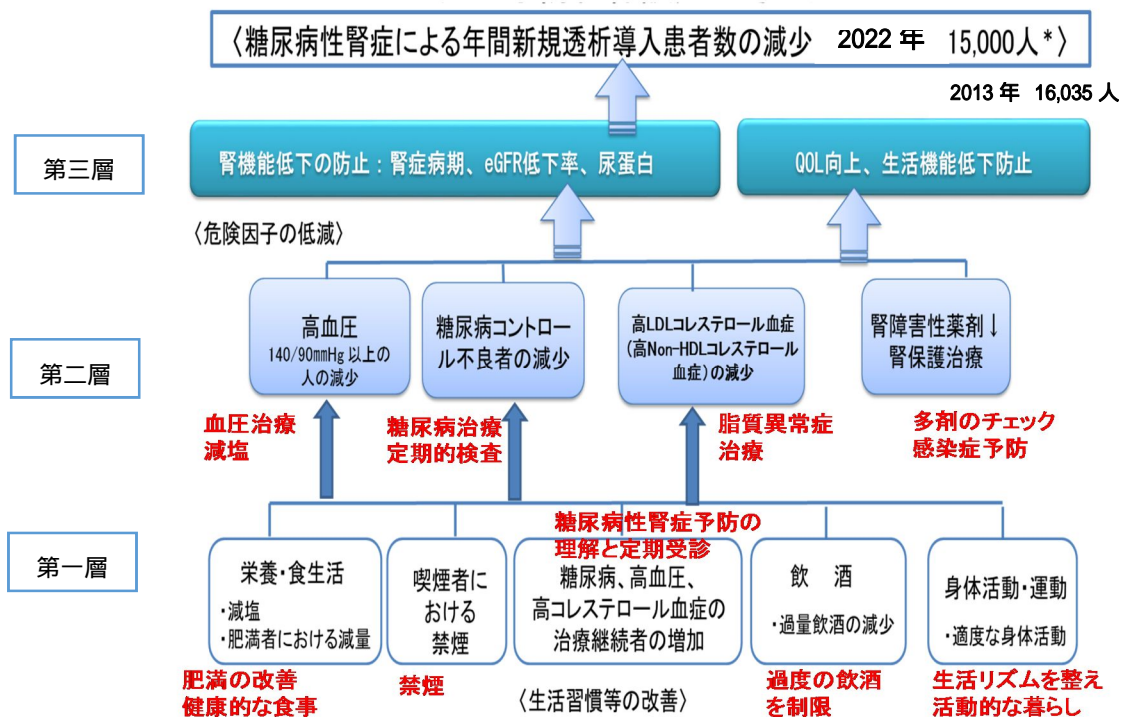 〈糖尿病性腎症による年間新規透析導入患者数の減少 2022 年 15,000人*〉
2013 年 16,035 人
第三層
腎機能低下の防止：腎症病期、eGFR低下率、尿蛋白
QOL向上、生活機能低下防止
〈危険因子の低減〉
第二層
高血圧
140/90mmHg 以上の
人の減少
糖尿病コントロー
ル不良者の減少
高LDLコレステロール血症
(高Non-HDLコレステロール
血症)の減少
腎障害性薬剤↓
腎保護治療
血圧治療
減塩
糖尿病治療
定期的検査
脂質異常症
治療
多剤のチェック
感染症予防
第一層
糖尿病性腎症予防の
理解と定期受診
栄養・食生活
・減塩
・肥満者における減量
喫煙者に
おける
禁煙
糖尿病、高血圧、
高コレステロール血症の
治療継続者の増加
飲 酒
・過量飲酒の減少
身体活動・運動
・適度な身体活動
肥満の改善
健康的な食事
禁煙
〈生活習慣等の改善〉
過度の飲酒
を制限
生活リズムを整え
活動的な暮らし